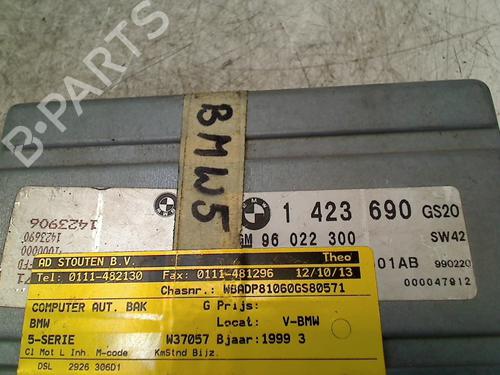 B-PARTS
BMW5
1423906
1423690
1 423 690 GS20
GM 96 022 300 SW42
01AB 990220
000047912
AD STOUTEN B.V. Theo
Tel: 0111-482130 Fax: 0111-481296 12/10/13
Chasnr.: WBADP81060GS80571
COMPUTER AUT. BAK G Prijs:
BMW Locat: V-BMW
5-SERIE W37057 Bjaar: 1999 3
Cl Mot L Inh. M-code KmStnd Bijz.
DSL 2926 306D1